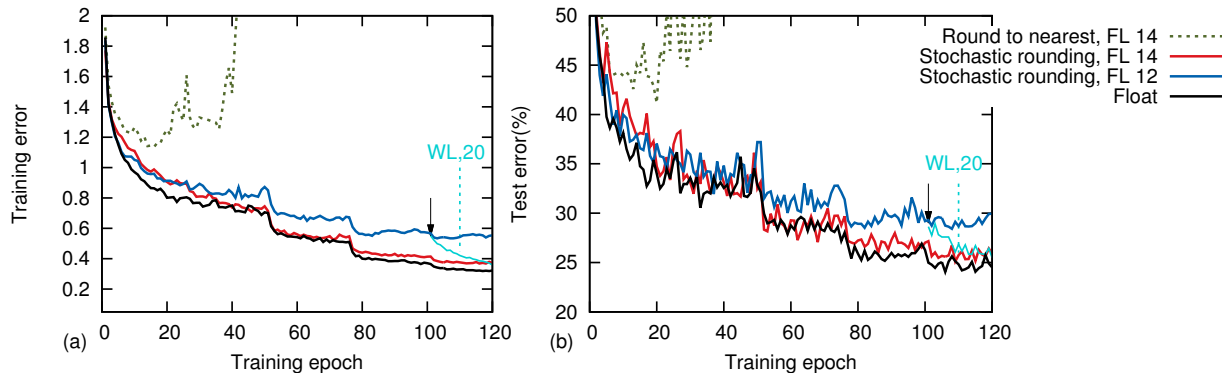 2
1.8
1.6
1.4
1.2
1
0.8
0.6
0.4
0.2
Training error
0 20 40 60 80 100 120
Training epoch
(a)
WL,20
50
45
40
35
30
25
20
Test error(%)
0 20 40 60 80 100 120
Training epoch
(b)
WL,20
Round to nearest, FL 14
Stochastic rounding, FL 14
Stochastic rounding, FL 12
Float